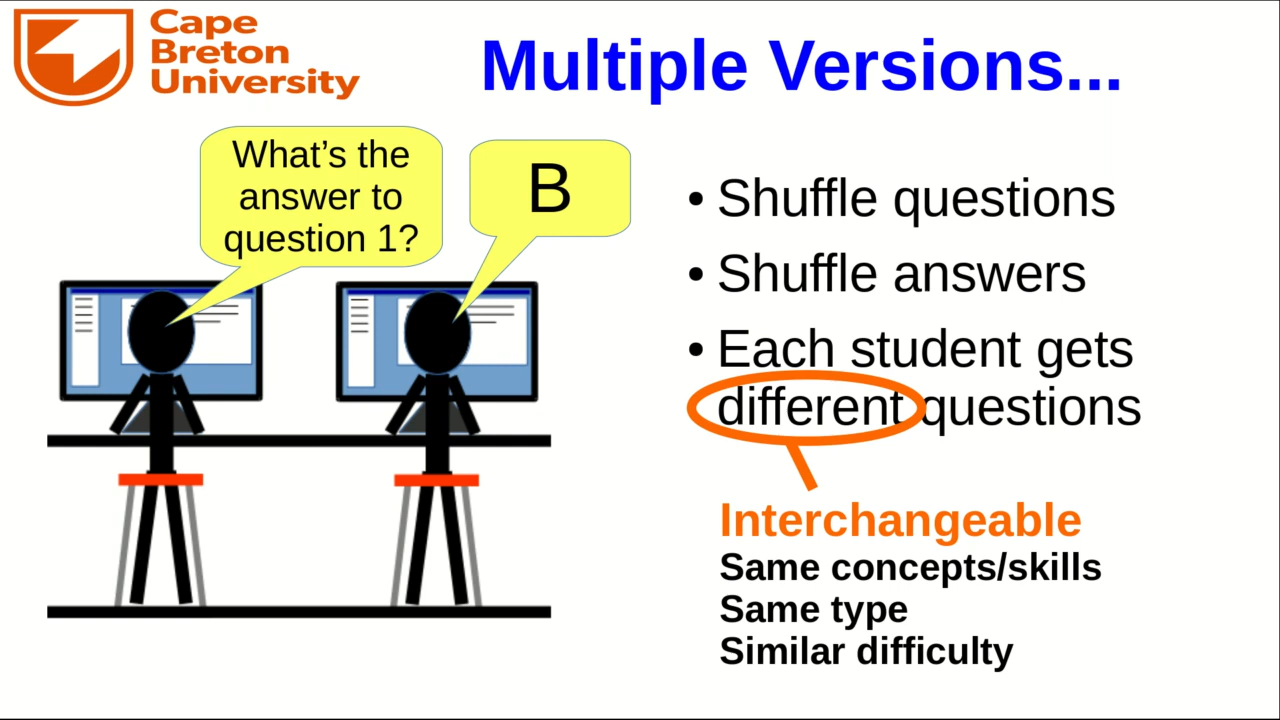 Cape
Breton
University
Multiple Versions...
What’s the
answer to
question 1?
B
• Shuffle questions
• Shuffle answers
• Each student gets
different questions
Interchangeable
Same concepts/skills
Same type
Similar difficulty